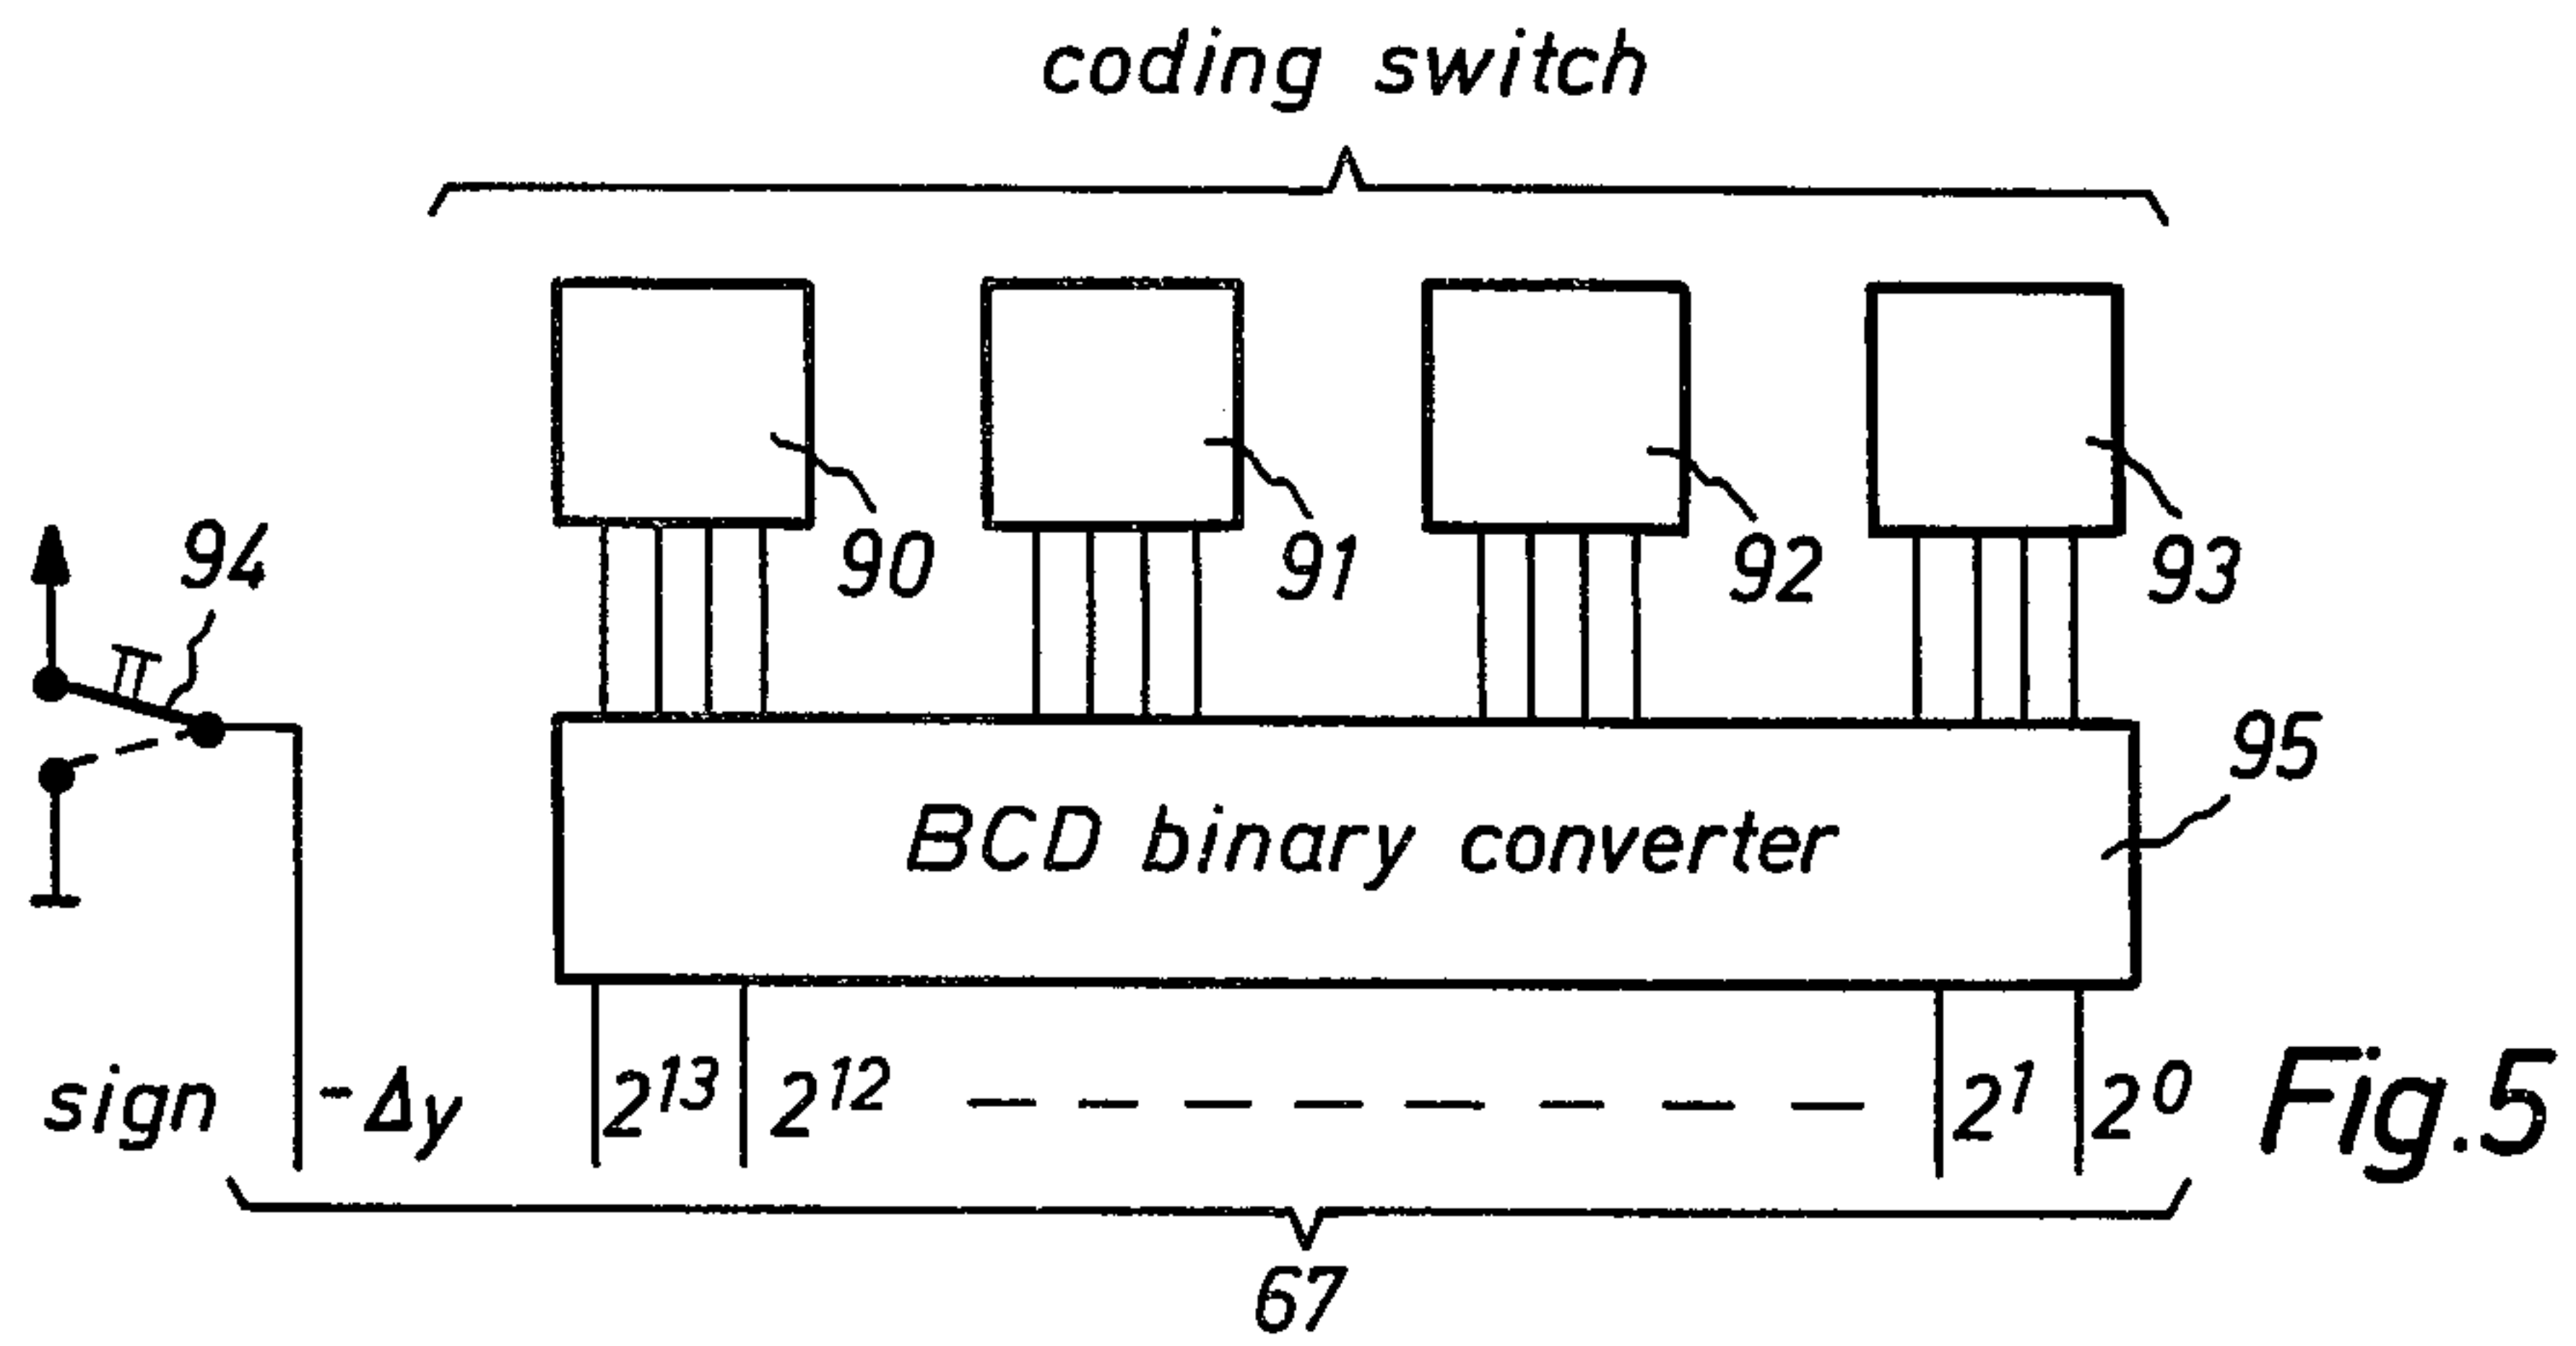 coding switch
90
91
92
93
94
BCD binary converter
95
sign
-Δy
2¹³
2¹²
2¹
2⁰
Fig.5
67